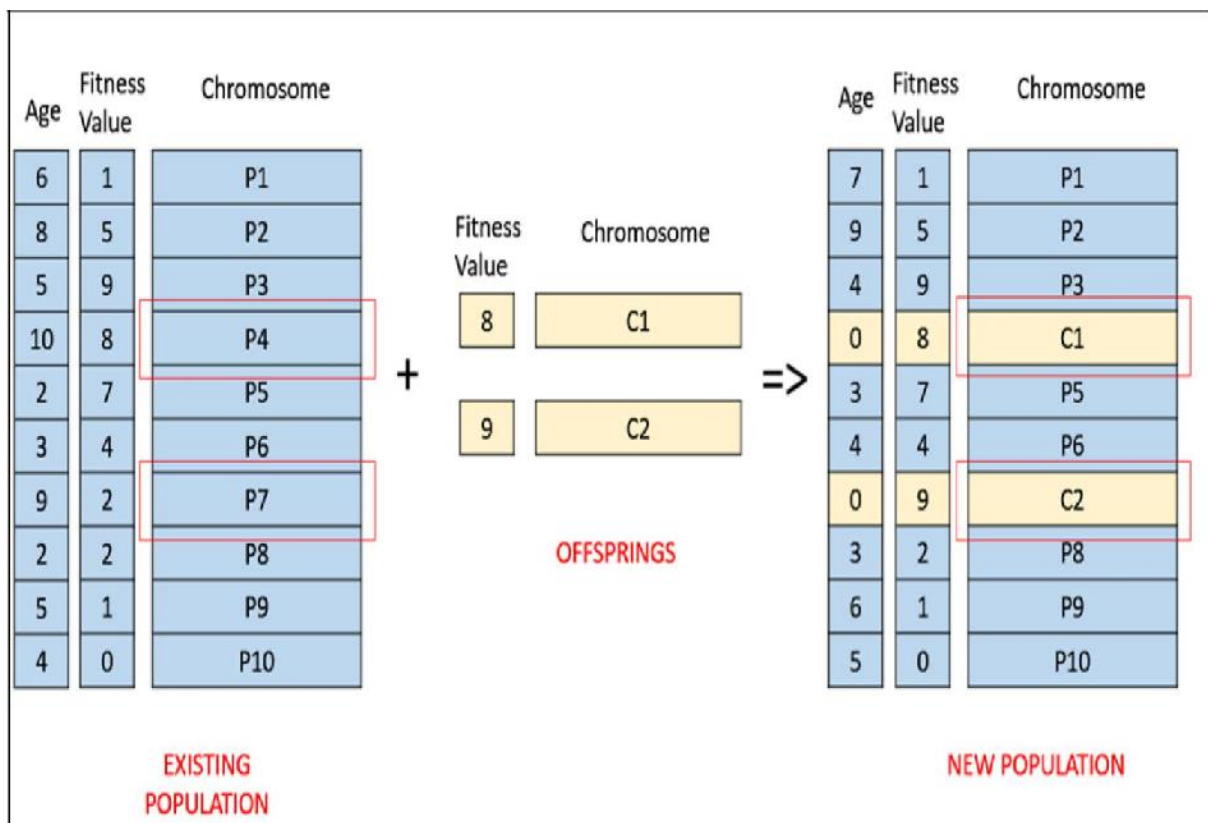 Age Fitness Value Chromosome
6 1 P1
8 5 P2
5 9 P3
10 8 P4
2 7 P5
3 4 P6
9 2 P7
2 2 P8
5 1 P9
4 0 P10
EXISTING
POPULATION
+
Fitness Value Chromosome
8 C1
9 C2
OFFSPRINGS
=>
Age Fitness Value Chromosome
7 1 P1
9 5 P2
4 9 P3
0 8 C1
3 7 P5
4 4 P6
0 9 C2
3 2 P8
6 1 P9
5 0 P10
NEW POPULATION